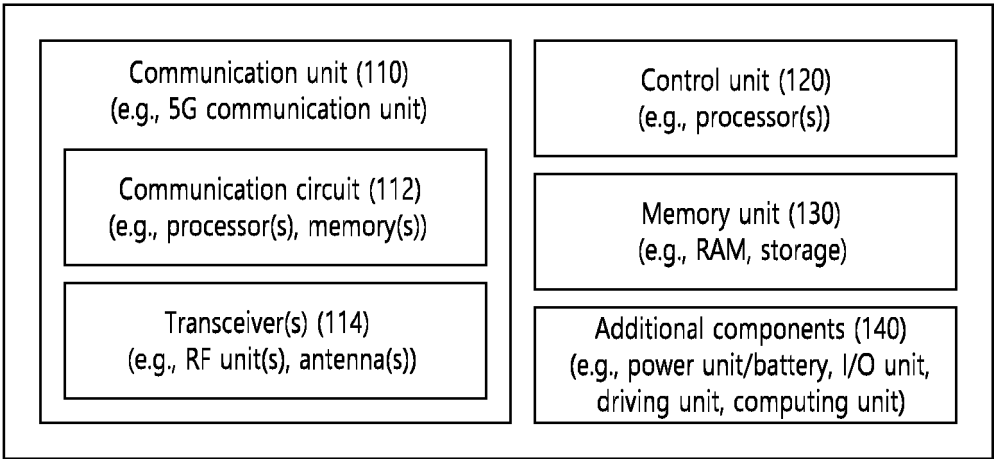 Communication unit (110)
(e.g., 5G communication unit)
Communication circuit (112)
(e.g., processor(s), memory(s))
Transceiver(s) (114)
(e.g., RF unit(s), antenna(s))
Control unit (120)
(e.g., processor(s))
Memory unit (130)
(e.g., RAM, storage)
Additional components (140)
(e.g., power unit/battery, I/O unit,
driving unit, computing unit)